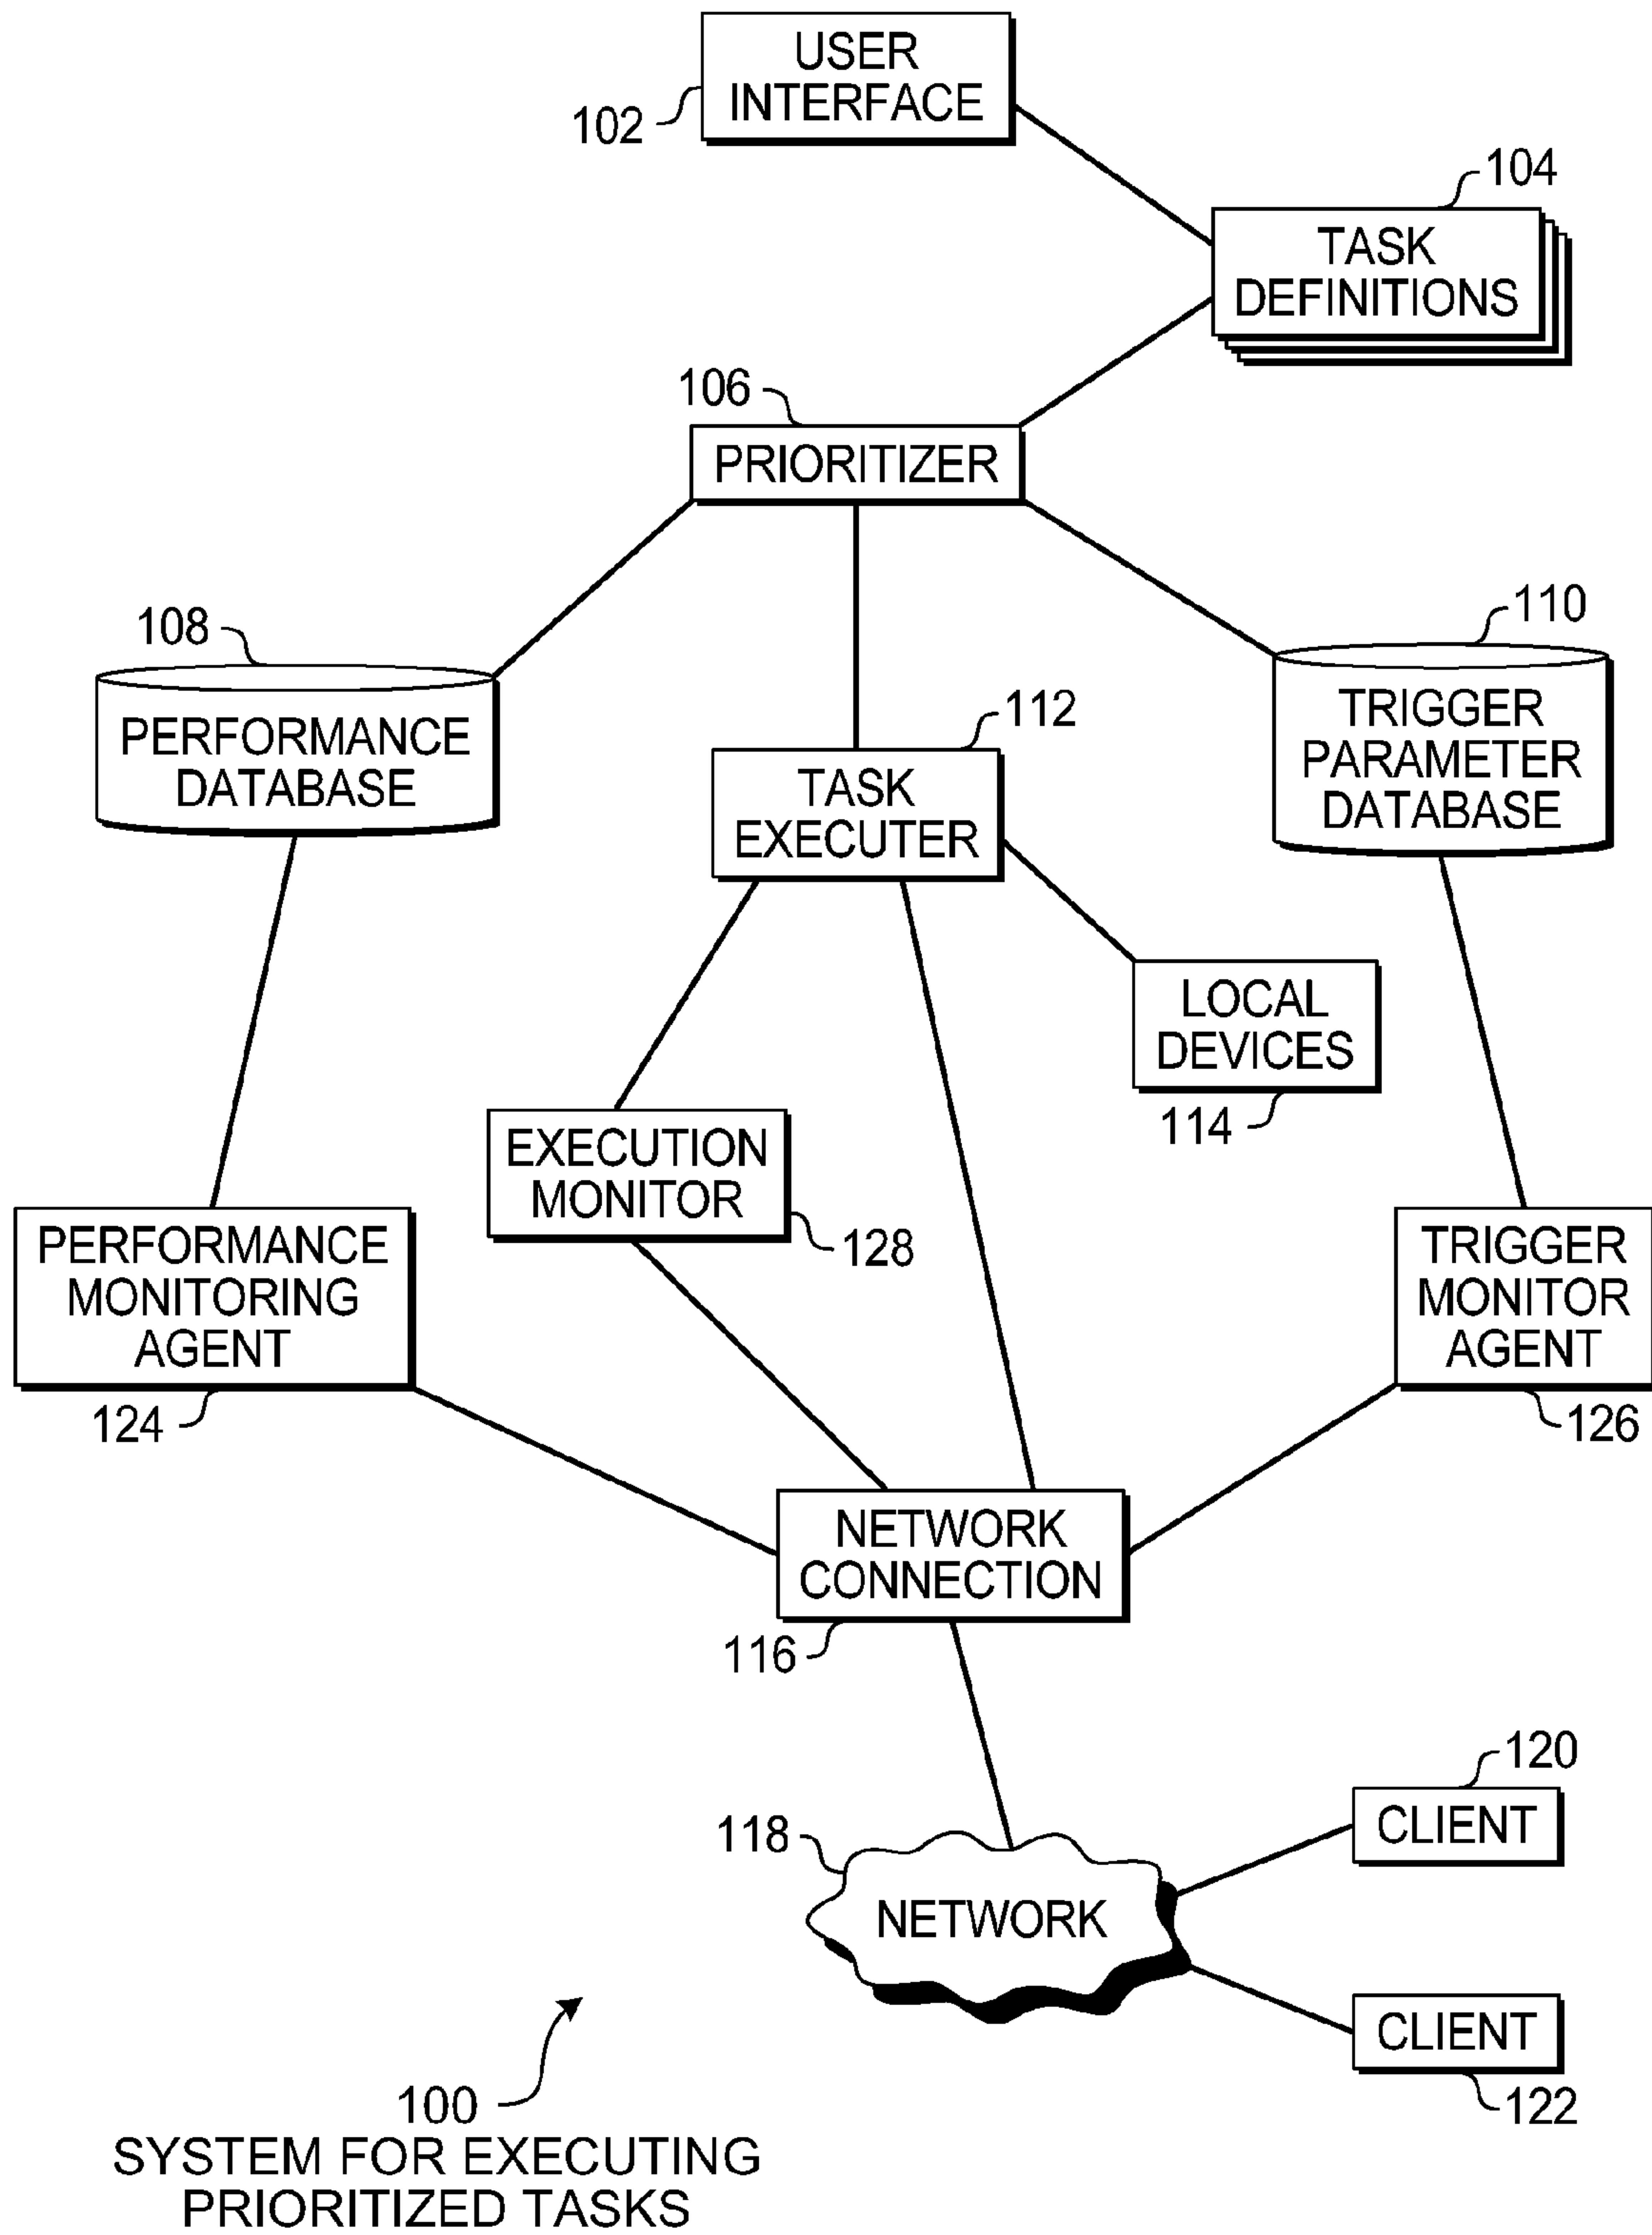 USER
INTERFACE
102
104
TASK
DEFINITIONS
106
PRIORITIZER
108
PERFORMANCE
DATABASE
110
TRIGGER
PARAMETER
DATABASE
112
TASK
EXECUTER
LOCAL
DEVICES
114
EXECUTION
MONITOR
128
PERFORMANCE
MONITORING
AGENT
124
TRIGGER
MONITOR
AGENT
126
NETWORK
CONNECTION
116
118
NETWORK
120
CLIENT
CLIENT
122
100
SYSTEM FOR EXECUTING
PRIORITIZED TASKS